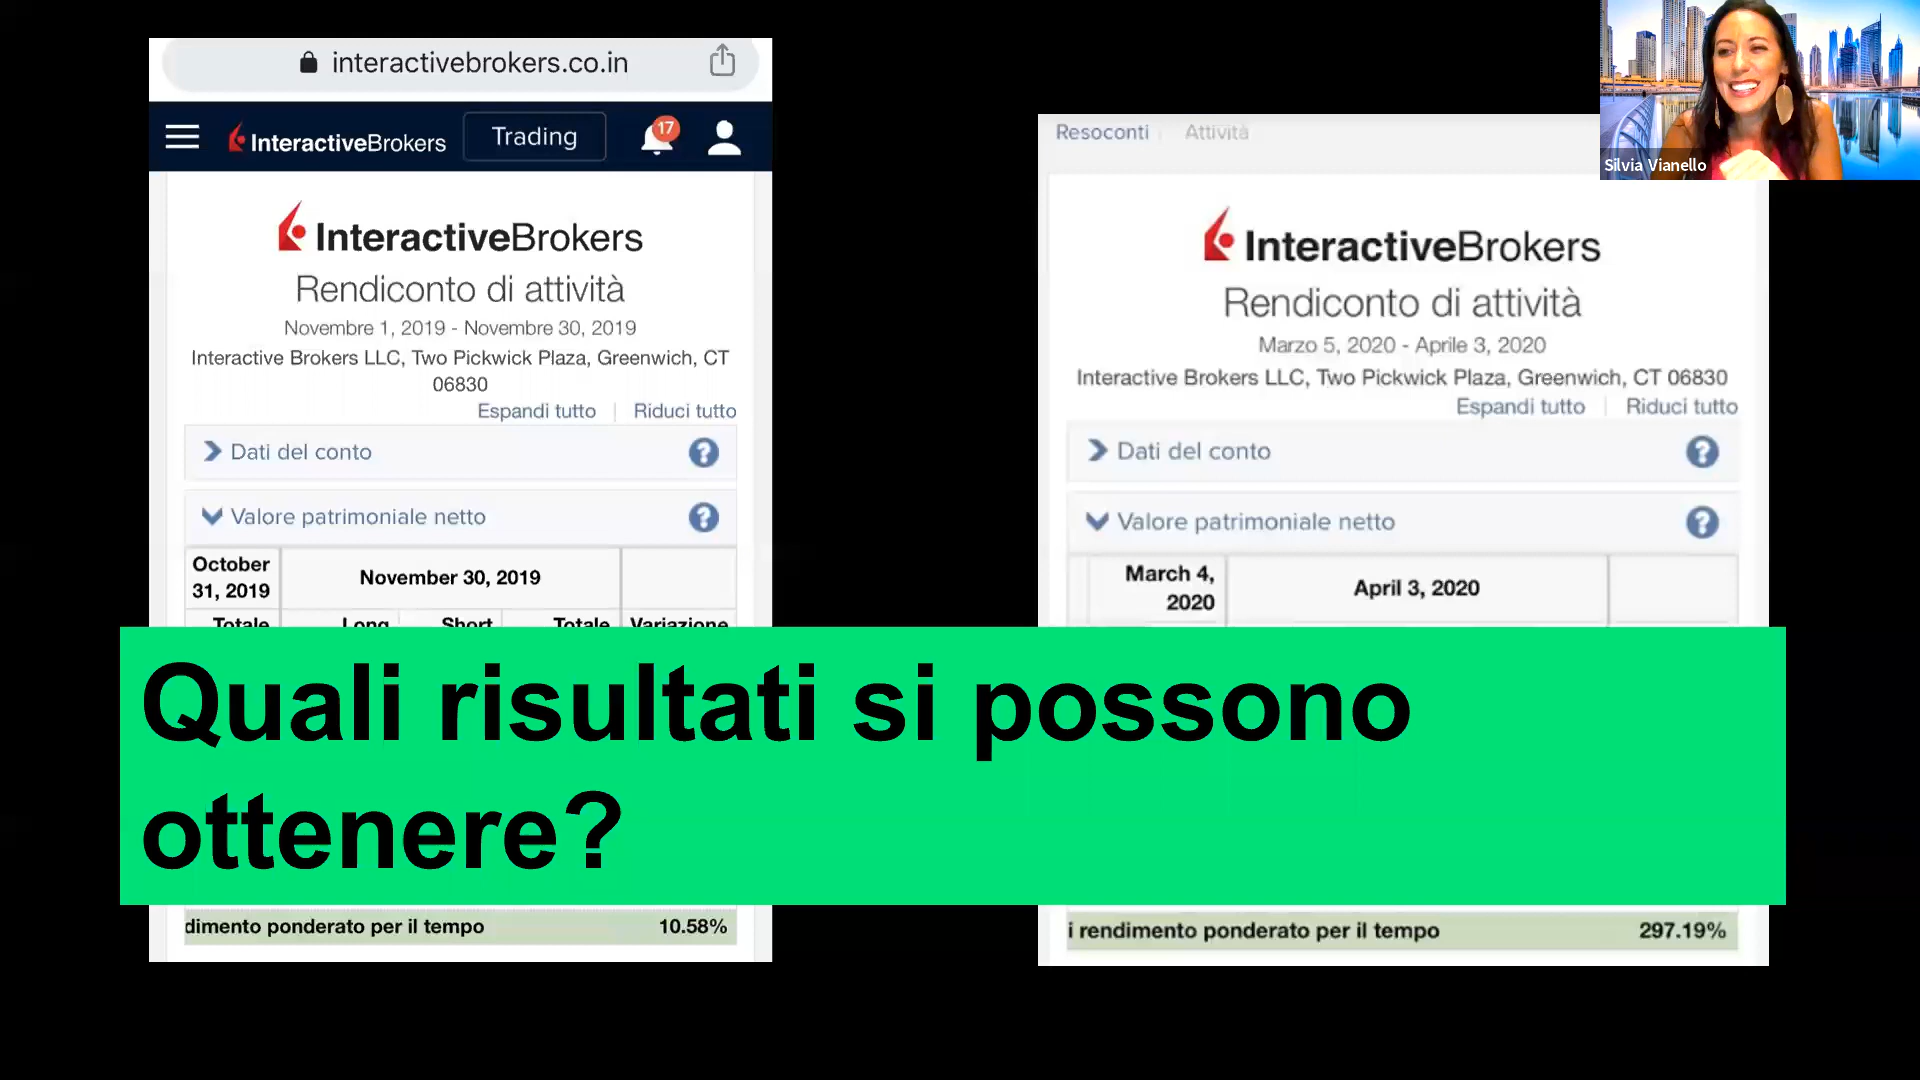 interactivebrokers.co.in
InteractiveBrokers
Trading
17
InteractiveBrokers
Rendiconto di attività
Novembre 1, 2019 - Novembre 30, 2019
Interactive Brokers LLC, Two Pickwick Plaza, Greenwich, CT
06830
Espandi tutto
Riduci tutto
Dati del conto
?
Valore patrimoniale netto
?
October
31, 2019
November 30, 2019
Totale
Long
Short
Totale
Variazione
Resoconti
Attività
InteractiveBrokers
Rendiconto di attività
Marzo 5, 2020 - Aprile 3, 2020
Interactive Brokers LLC, Two Pickwick Plaza, Greenwich, CT 06830
Espandi tutto
Riduci tutto
Dati del conto
?
Valore patrimoniale netto
?
March 4,
2020
April 3, 2020
Silvia Vianello
Quali risultati si possono
ottenere?
dimento ponderato per il tempo 10.58%
i rendimento ponderato per il tempo 297.19%